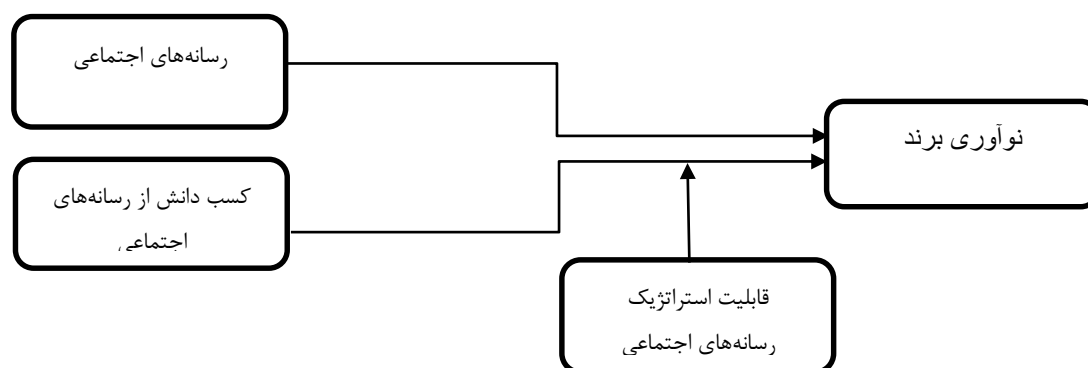 رسانه‌های اجتماعی
نوآوری برند
کسب دانش از رسانه‌های
اجتماعی
قابلیت استراتژیک
رسانه‌های اجتماعی